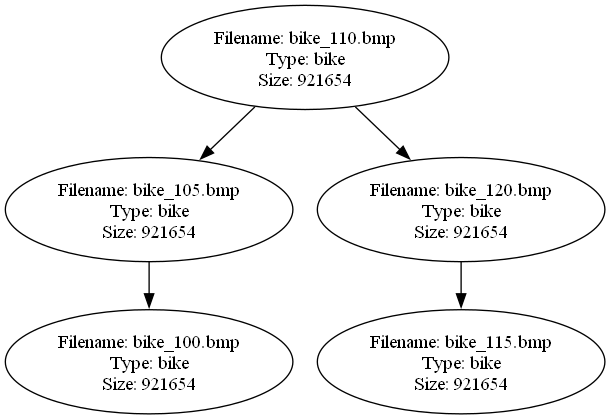 Filename: bike_110.bmp
Type: bike
Size: 921654
Filename: bike_105.bmp
Type: bike
Size: 921654
Filename: bike_120.bmp
Type: bike
Size: 921654
Filename: bike_100.bmp
Type: bike
Size: 921654
Filename: bike_115.bmp
Type: bike
Size: 921654